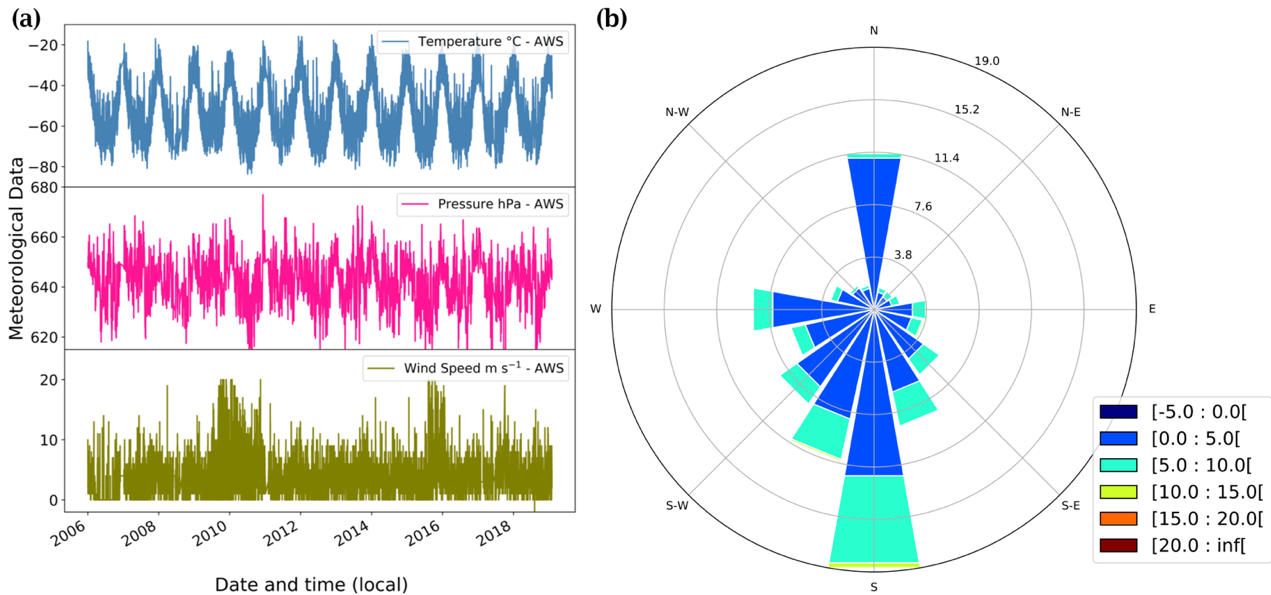 (a)
Meteorological Data
−20
−40
−60
−80
Temperature °C - AWS
680
660
640
620
Pressure hPa - AWS
20
10
0
Wind Speed m s⁻¹ - AWS
2006
2008
2010
2012
2014
2016
2018
Date and time (local)
(b)
N
N-E
E
S-E
S
S-W
W
N-W
19.0
15.2
11.4
7.6
3.8
[-5.0 : 0.0[
[0.0 : 5.0[
[5.0 : 10.0[
[10.0 : 15.0[
[15.0 : 20.0[
[20.0 : inf[